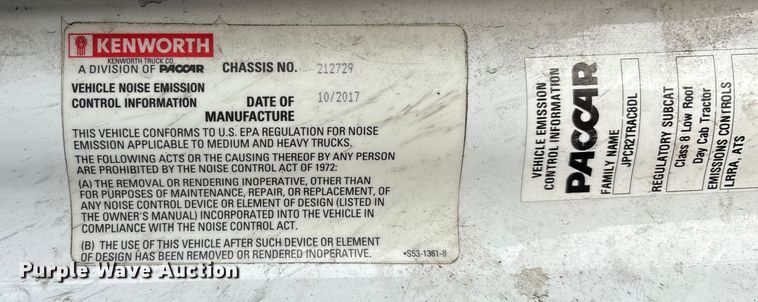 KENWORTH
KENWORTH TRUCK CO.
A DIVISION OF PACCAR
CHASSIS NO. 212729
VEHICLE NOISE EMISSION
CONTROL INFORMATION
DATE OF
MANUFACTURE
10/2017
THIS VEHICLE CONFORMS TO U.S. EPA REGULATION FOR NOISE
EMISSION APPLICABLE TO MEDIUM AND HEAVY TRUCKS.
THE FOLLOWING ACTS OR THE CAUSING THEREOF BY ANY PERSON
ARE PROHIBITED BY THE NOISE CONTROL ACT OF 1972:
(A) THE REMOVAL OR RENDERING INOPERATIVE, OTHER THAN
FOR PURPOSES OF MAINTENANCE, REPAIR, OR REPLACEMENT, OF
ANY NOISE CONTROL DEVICE OR ELEMENT OF DESIGN (LISTED IN
THE OWNER'S MANUAL) INCORPORATED INTO THE VEHICLE IN
COMPLIANCE WITH THE NOISE CONTROL ACT.
(B) THE USE OF THIS VEHICLE AFTER SUCH DEVICE OR ELEMENT
OF DESIGN HAS BEEN REMOVED OR RENDERED INOPERATIVE.
*S53-1361-8
VEHICLE EMISSION
CONTROL INFORMATION
PACCAR
FAMILY NAME
JPCR2TRAC8DL
REGULATORY SUBCAT
Class 8 Low Roof
Day Cab Tractor
EMISSIONS CONTROLS
LRRA, ATS
Purple Wave Auction